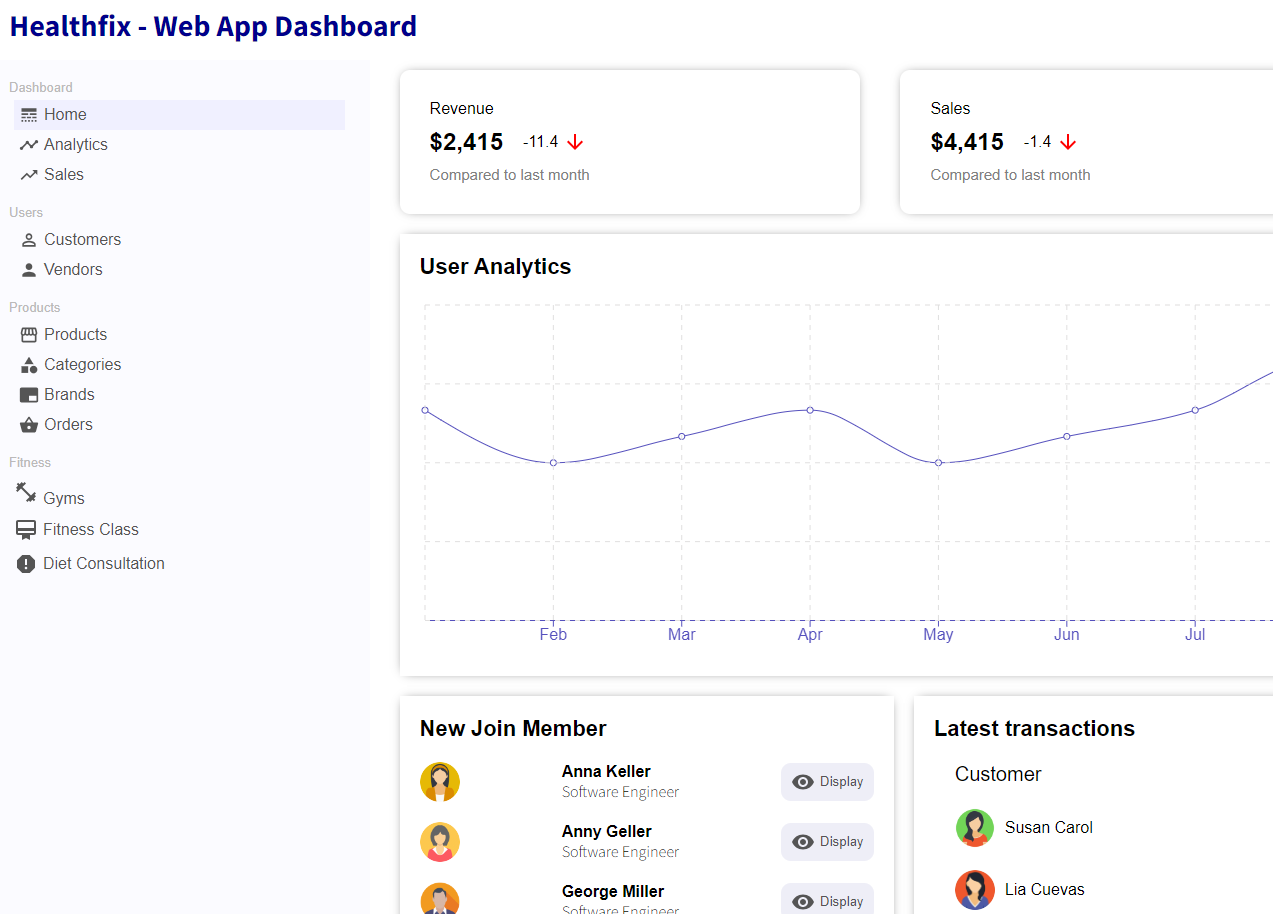 Healthfix - Web App Dashboard
Dashboard
Home
Analytics
Sales
Users
Customers
Vendors
Products
Products
Categories
Brands
Orders
Fitness
Gyms
Fitness Class
Diet Consultation
Revenue
$2,415 -11.4
Compared to last month
Sales
$4,415 -1.4
Compared to last month
User Analytics
Feb Mar Apr May Jun Jul
New Join Member
Anna Keller
Software Engineer
Display
Anny Geller
Software Engineer
Display
George Miller
Software Engineer
Display
Latest transactions
Customer
Susan Carol
Lia Cuevas